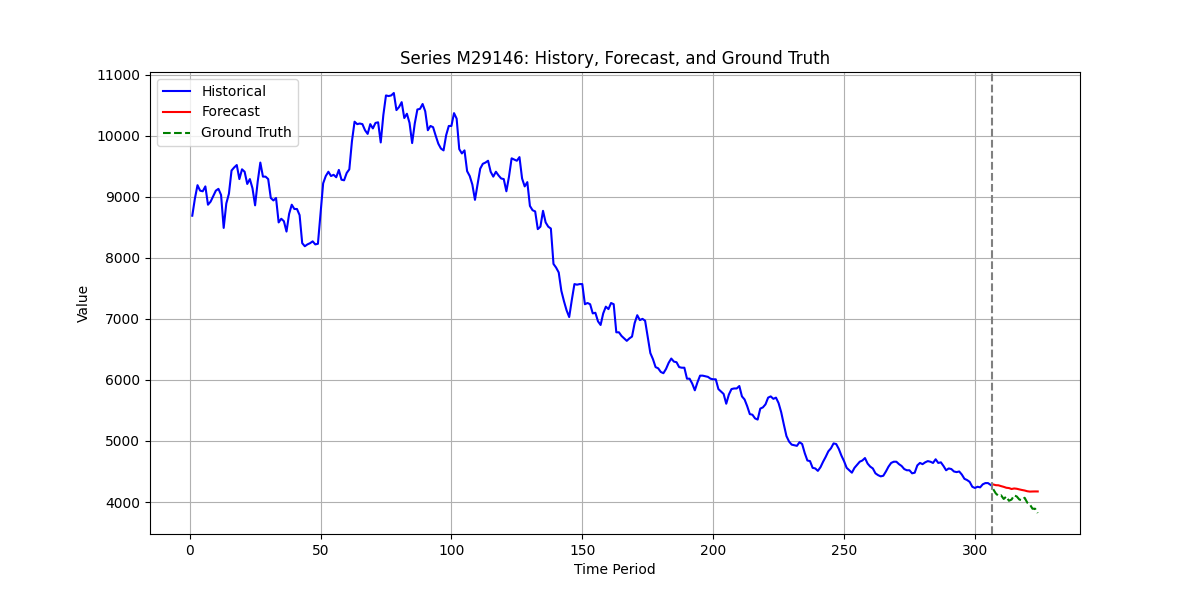 Series M29146: History, Forecast, and Ground Truth
Historical
Forecast
Ground Truth
11000
10000
9000
8000
7000
6000
5000
4000
Value
0 50 100 150 200 250 300
Time Period